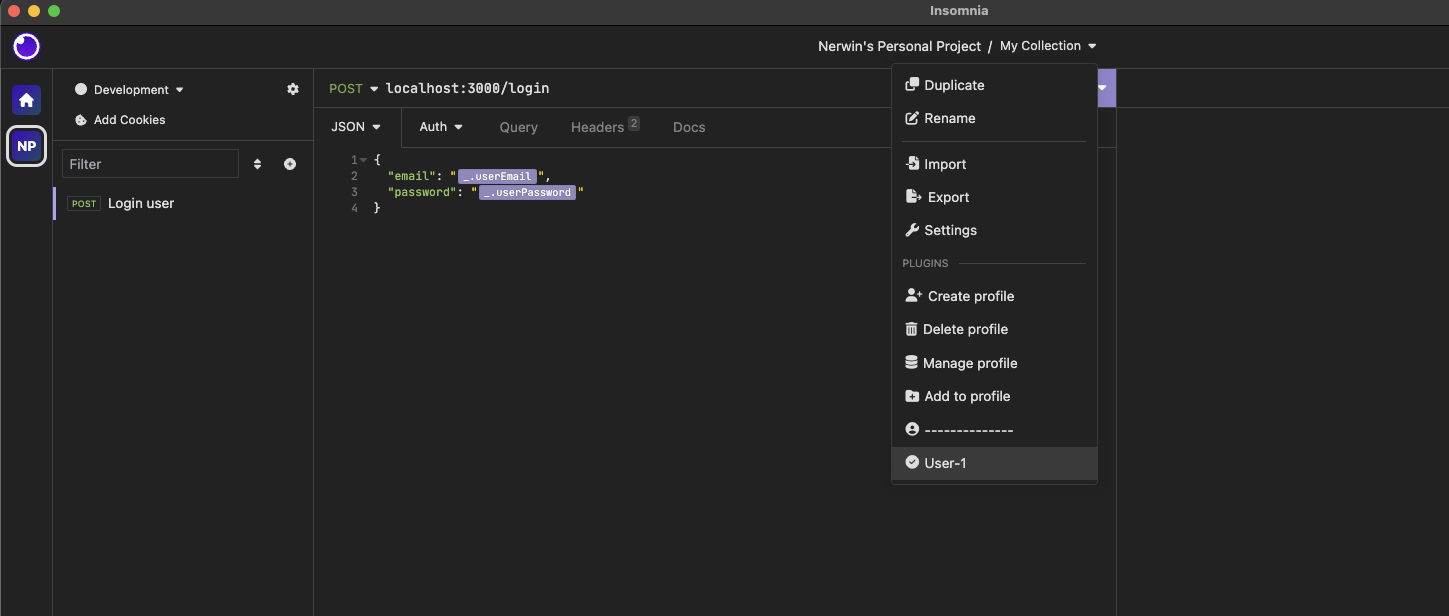 Insomnia
Nerwin's Personal Project / My Collection
NP
Development
Add Cookies
Filter
POST Login user
POST localhost:3000/login
JSON Auth Query Headers 2 Docs
1 {
2 "email": "_.userEmail",
3 "password": "_.userPassword"
4 }
Duplicate
Rename
Import
Export
Settings
PLUGINS
Create profile
Delete profile
Manage profile
Add to profile
--------------
User-1